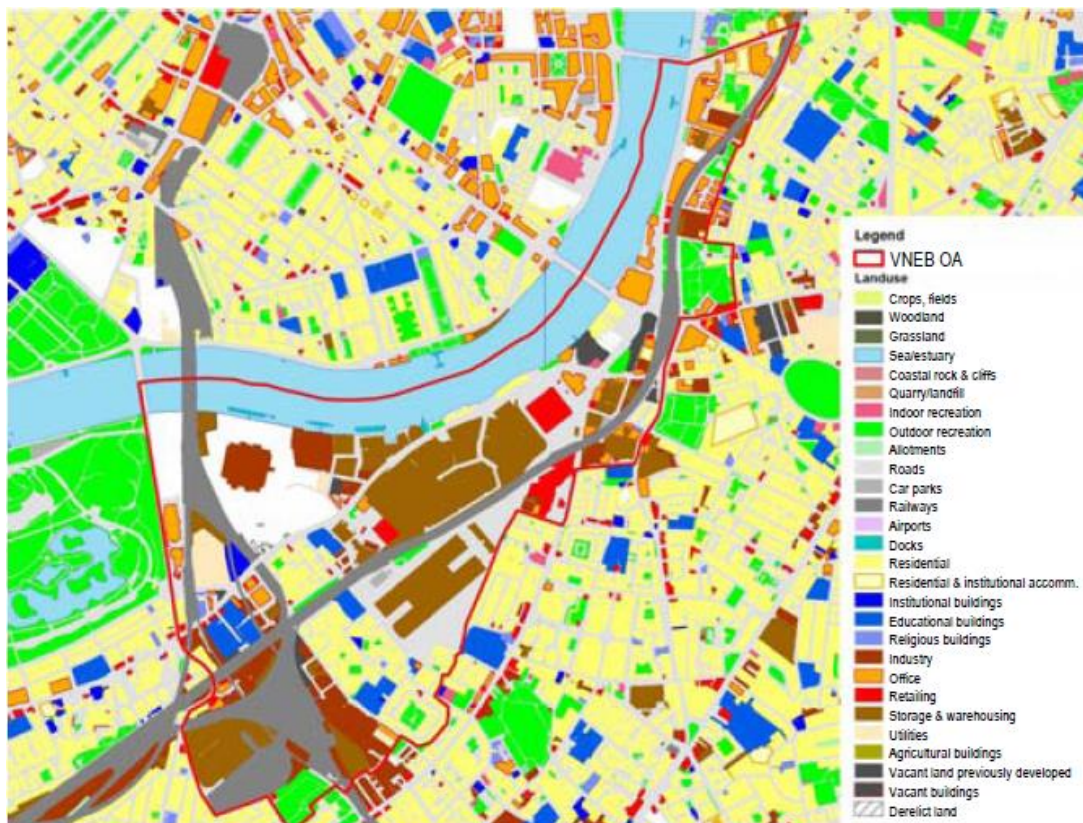 Legend
VNEB OA
Landuse
Crops, fields
Woodland
Grassland
Sea/estuary
Coastal rock & cliffs
Quarry/landfill
Indoor recreation
Outdoor recreation
Allotments
Roads
Car parks
Railways
Airports
Docks
Residential
Residential & institutional accomm.
Institutional buildings
Educational buildings
Religious buildings
Industry
Office
Retailing
Storage & warehousing
Utilities
Agricultural buildings
Vacant land previously developed
Vacant buildings
Derelict land